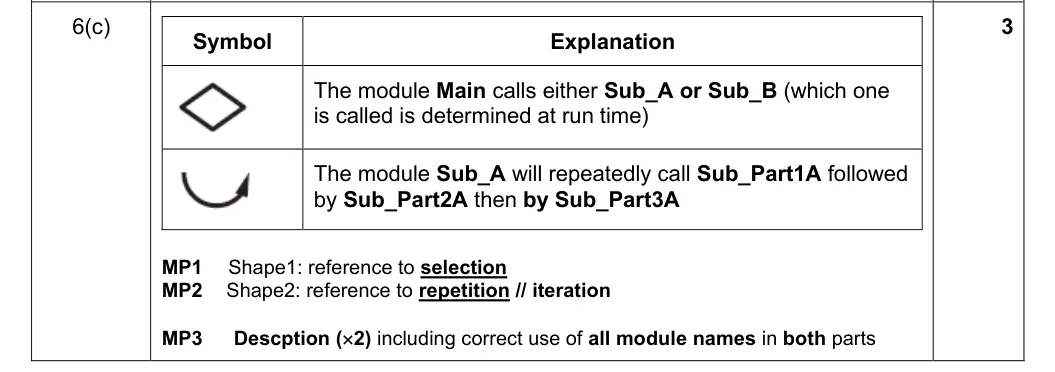 6(c)
3
Symbol Explanation
The module Main calls either Sub_A or Sub_B (which one
is called is determined at run time)
The module Sub_A will repeatedly call Sub_Part1A followed
by Sub_Part2A then by Sub_Part3A
MP1 Shape1: reference to selection
MP2 Shape2: reference to repetition // iteration
MP3 Descption (×2) including correct use of all module names in both parts